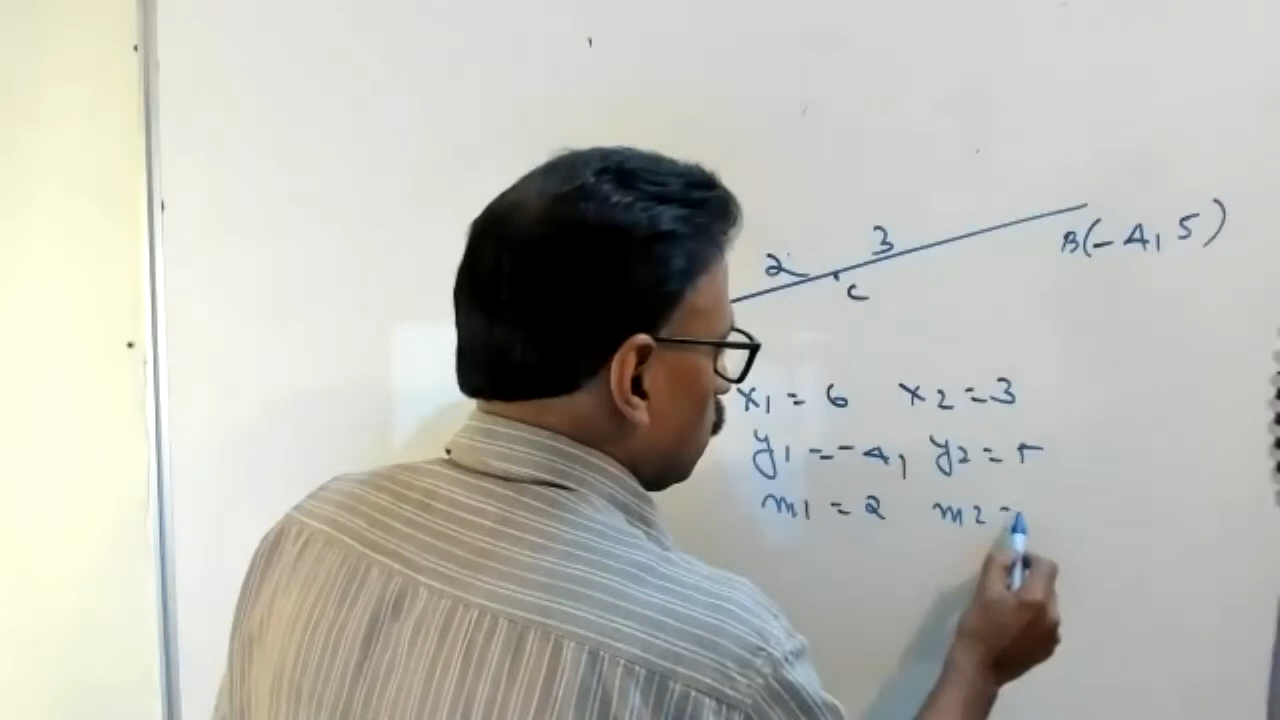 2 3
B(-4, 5)
C
x1 = 6 x2 = 3
y1 = -4, y2 = 5
m1 = 2 m2 =